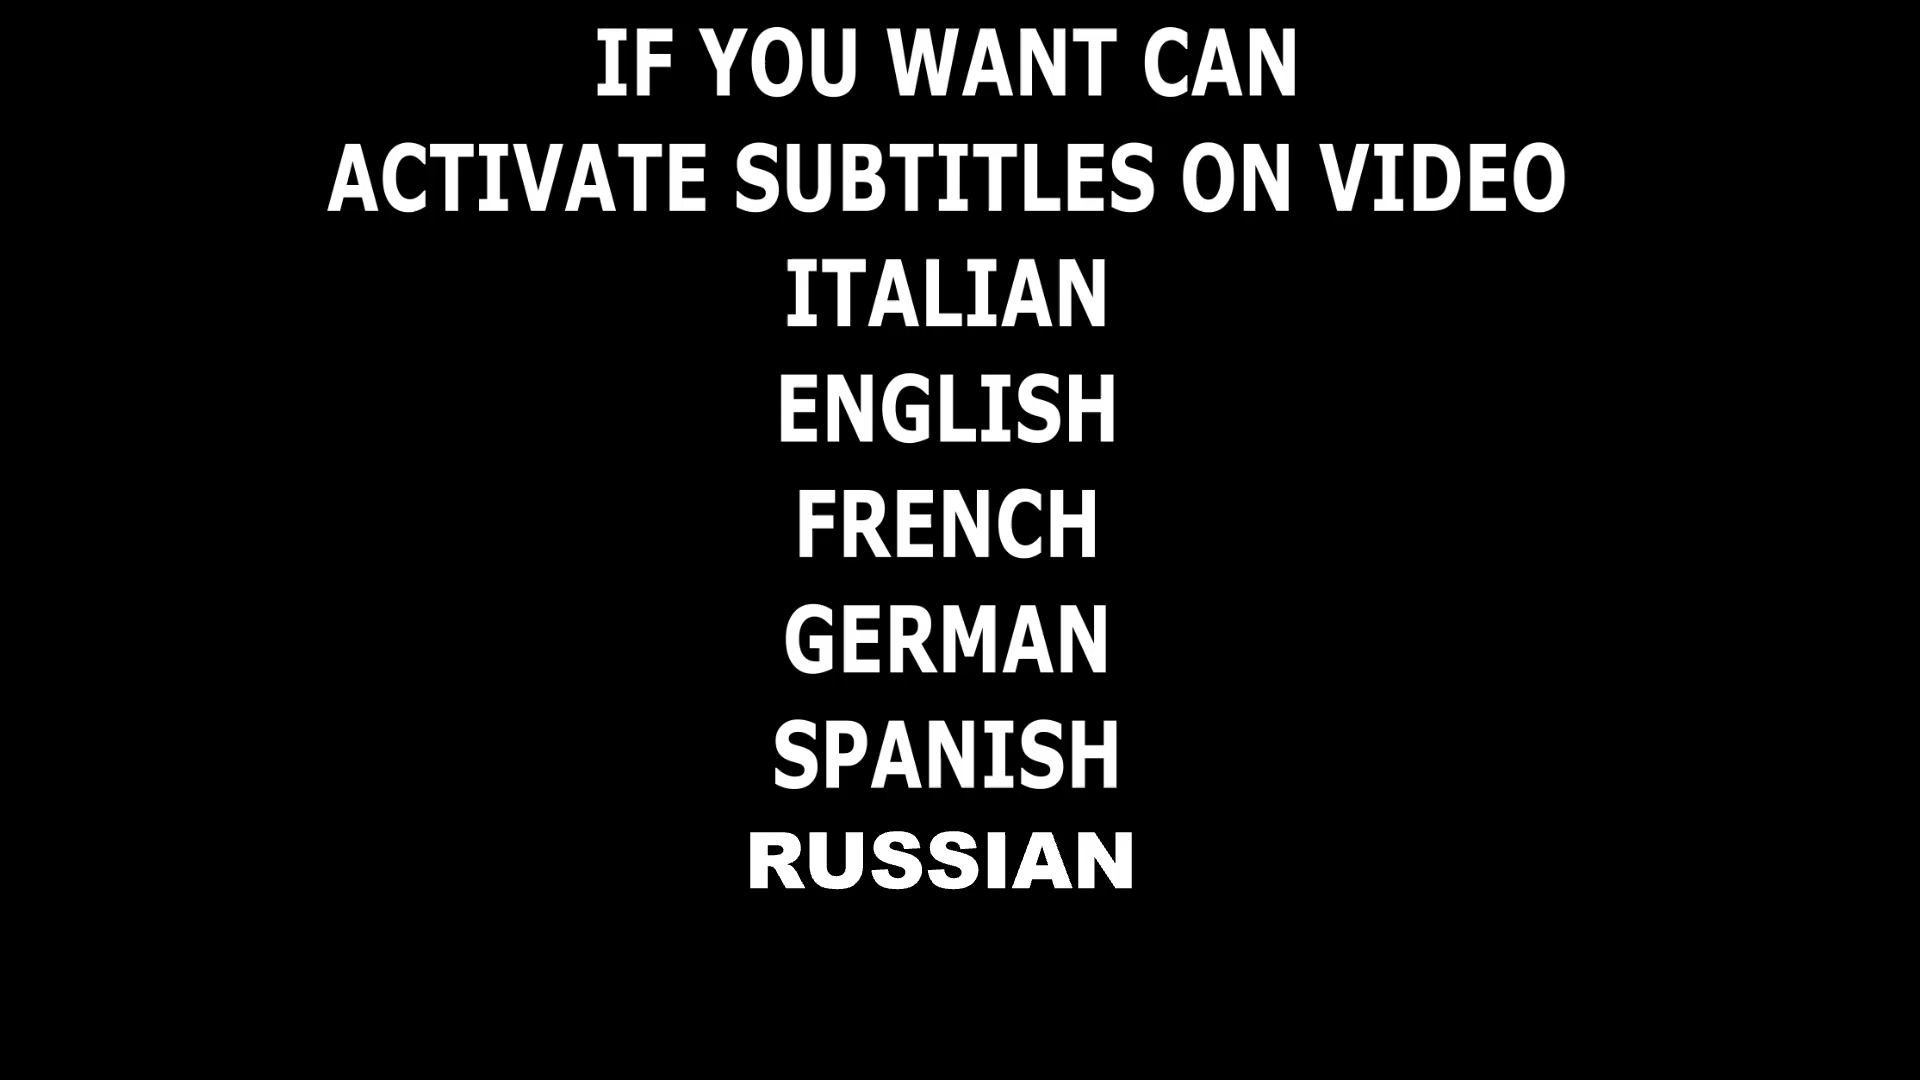 IF YOU WANT CAN
ACTIVATE SUBTITLES ON VIDEO
ITALIAN
ENGLISH
FRENCH
GERMAN
SPANISH
RUSSIAN